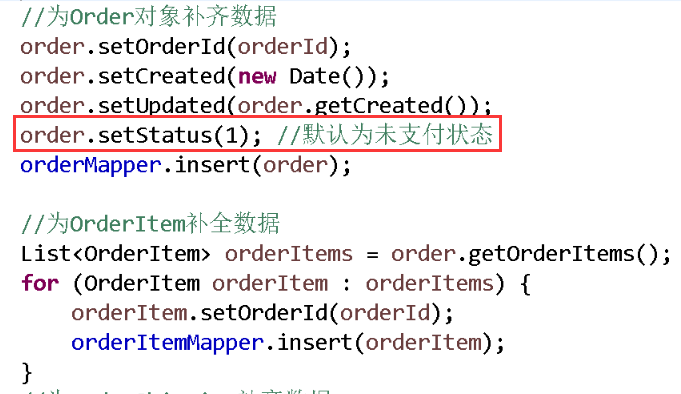 //为Order对象补齐数据
order.setOrderId(orderId);
order.setCreated(new Date());
order.setUpdated(order.getCreated());
order.setStatus(1); //默认为未支付状态
orderMapper.insert(order);
//为OrderItem补全数据
List<OrderItem> orderItems = order.getOrderItems();
for (OrderItem orderItem : orderItems) {
orderItem.setOrderId(orderId);
orderItemMapper.insert(orderItem);
}